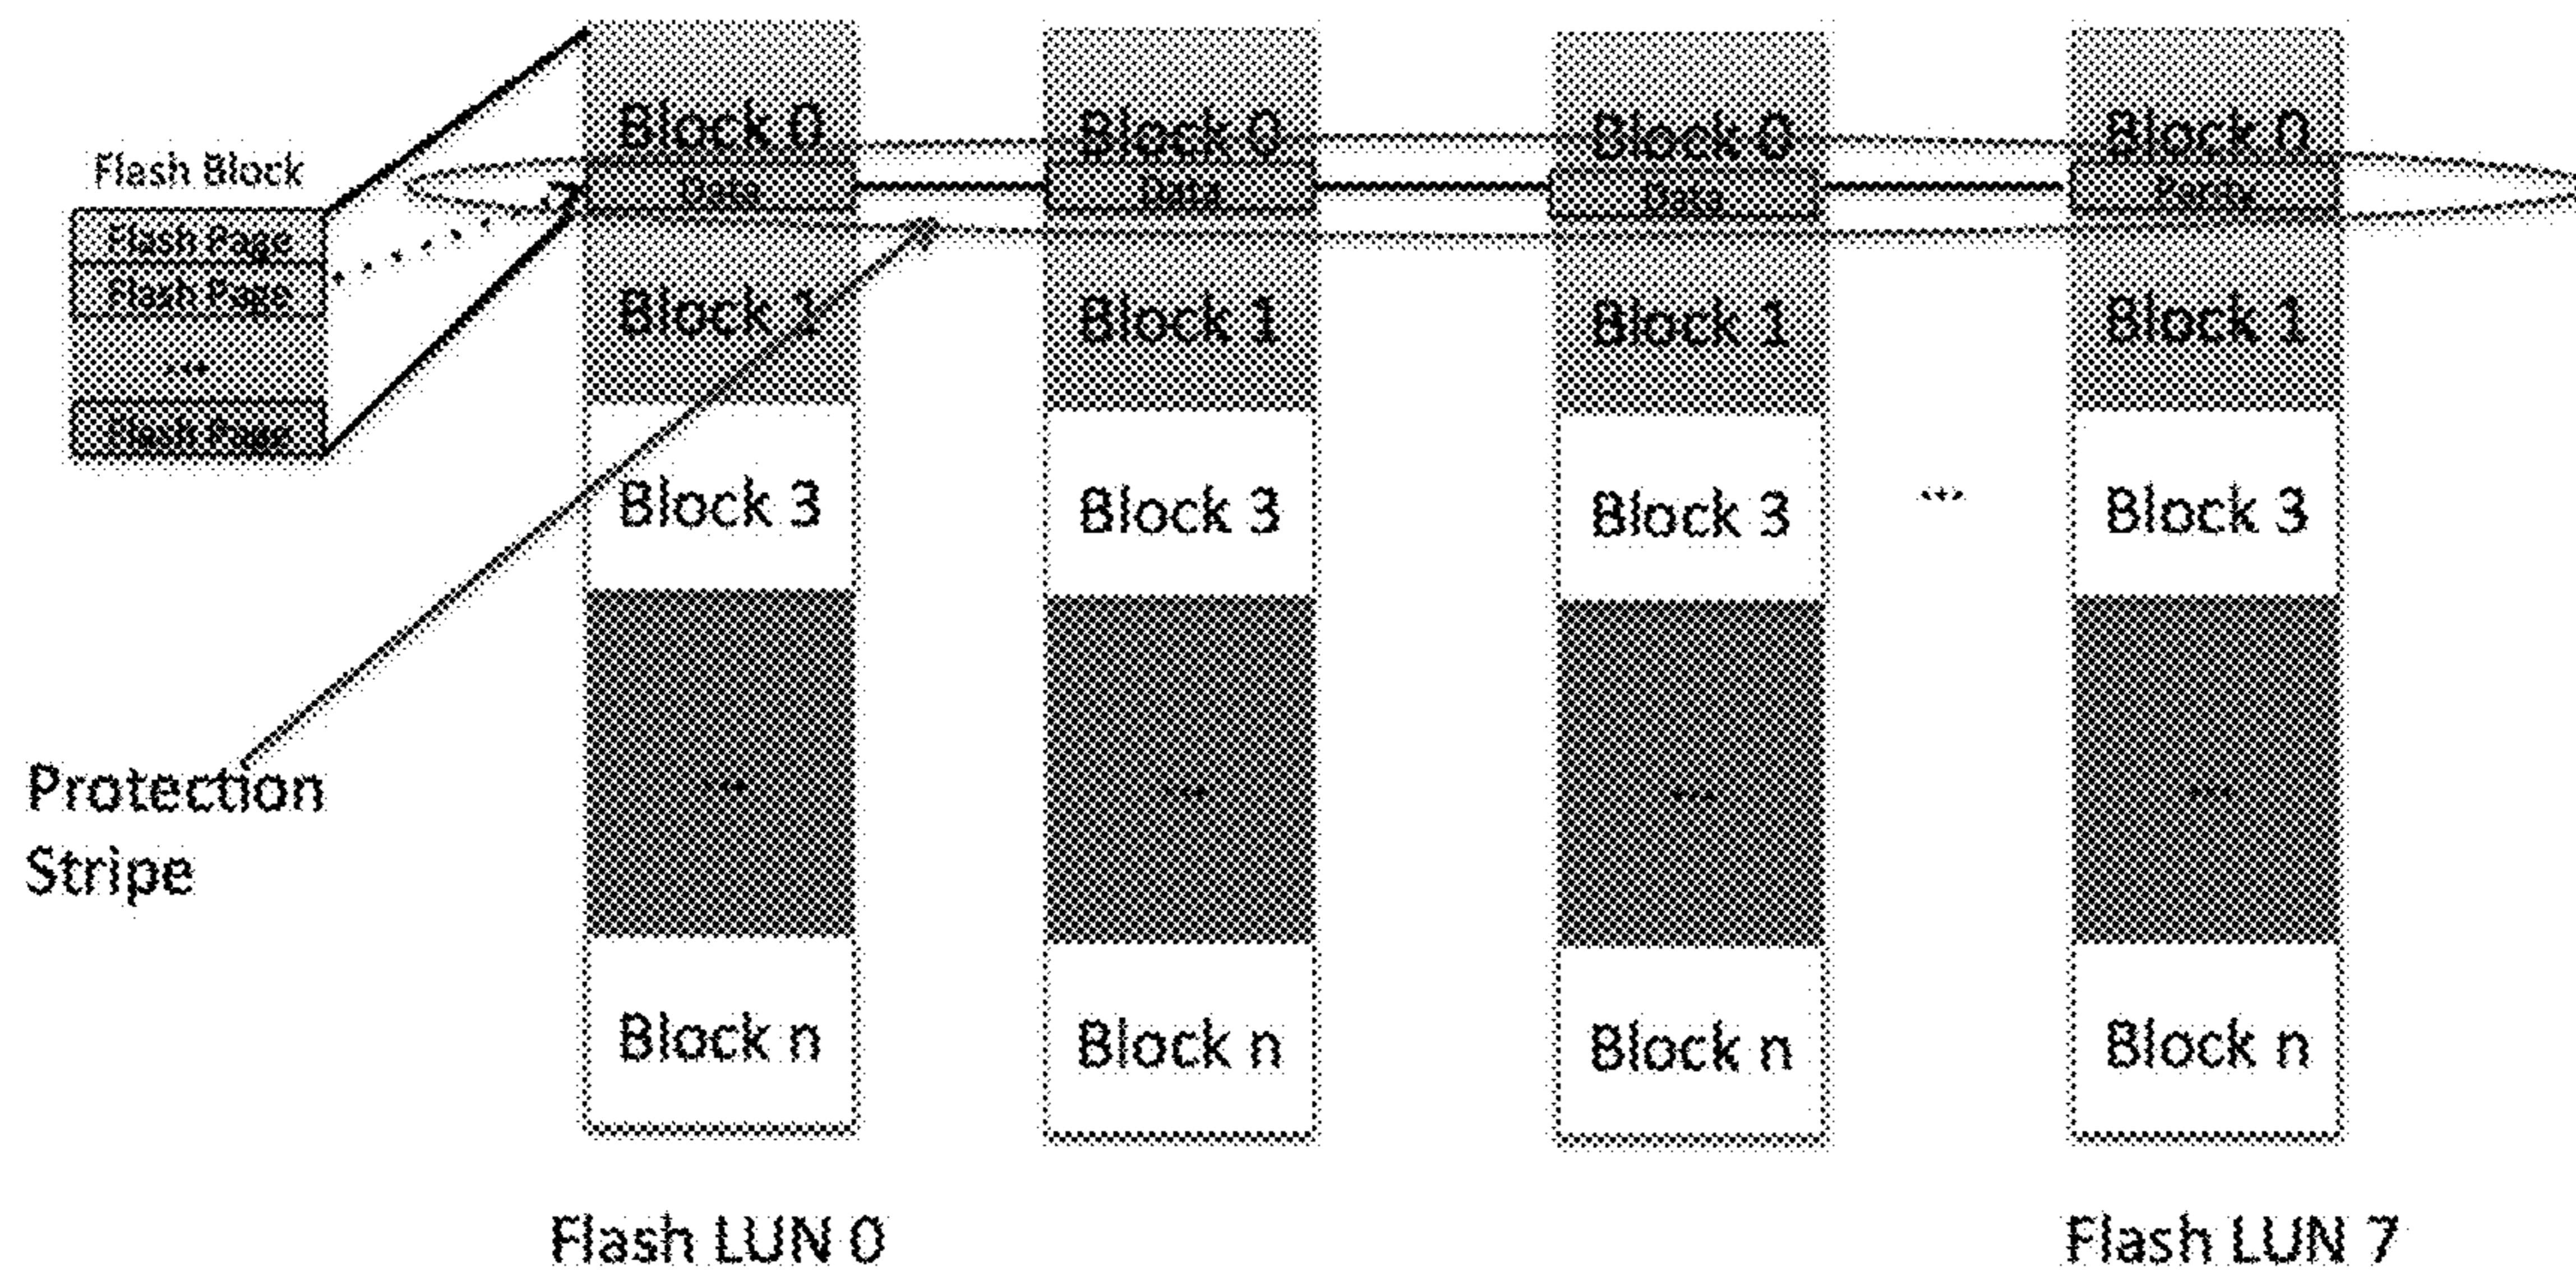 Flash Block
Flash Page
Flash Page
...
Flash Page
Protection
Stripe
Block 0
Data
Block 1
Block 3
...
Block n
Flash LUN 0
Block 0
Data
Block 1
Block 3
...
Block n
Block 0
Data
Block 1
Block 3
...
Block n
...
Block 0
Parity
Block 1
Block 3
...
Block n
Flash LUN 7